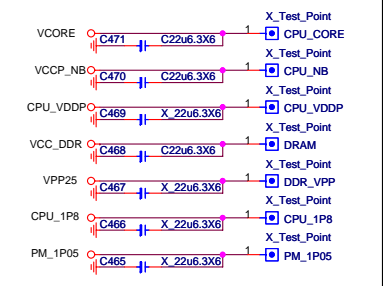 X_Test_Point
VCORE 1 CPU_CORE
C471 C22u6.3X6
X_Test_Point
VCCP_NB 1 CPU_NB
C470 C22u6.3X6
X_Test_Point
CPU_VDDP 1 CPU_VDDP
C469 X_22u6.3X6
X_Test_Point
VCC_DDR 1 DRAM
C468 C22u6.3X6
X_Test_Point
VPP25 1 DDR_VPP
C467 X_22u6.3X6
X_Test_Point
CPU_1P8 1 CPU_1P8
C466 X_22u6.3X6
X_Test_Point
PM_1P05 1 PM_1P05
C465 X_22u6.3X6